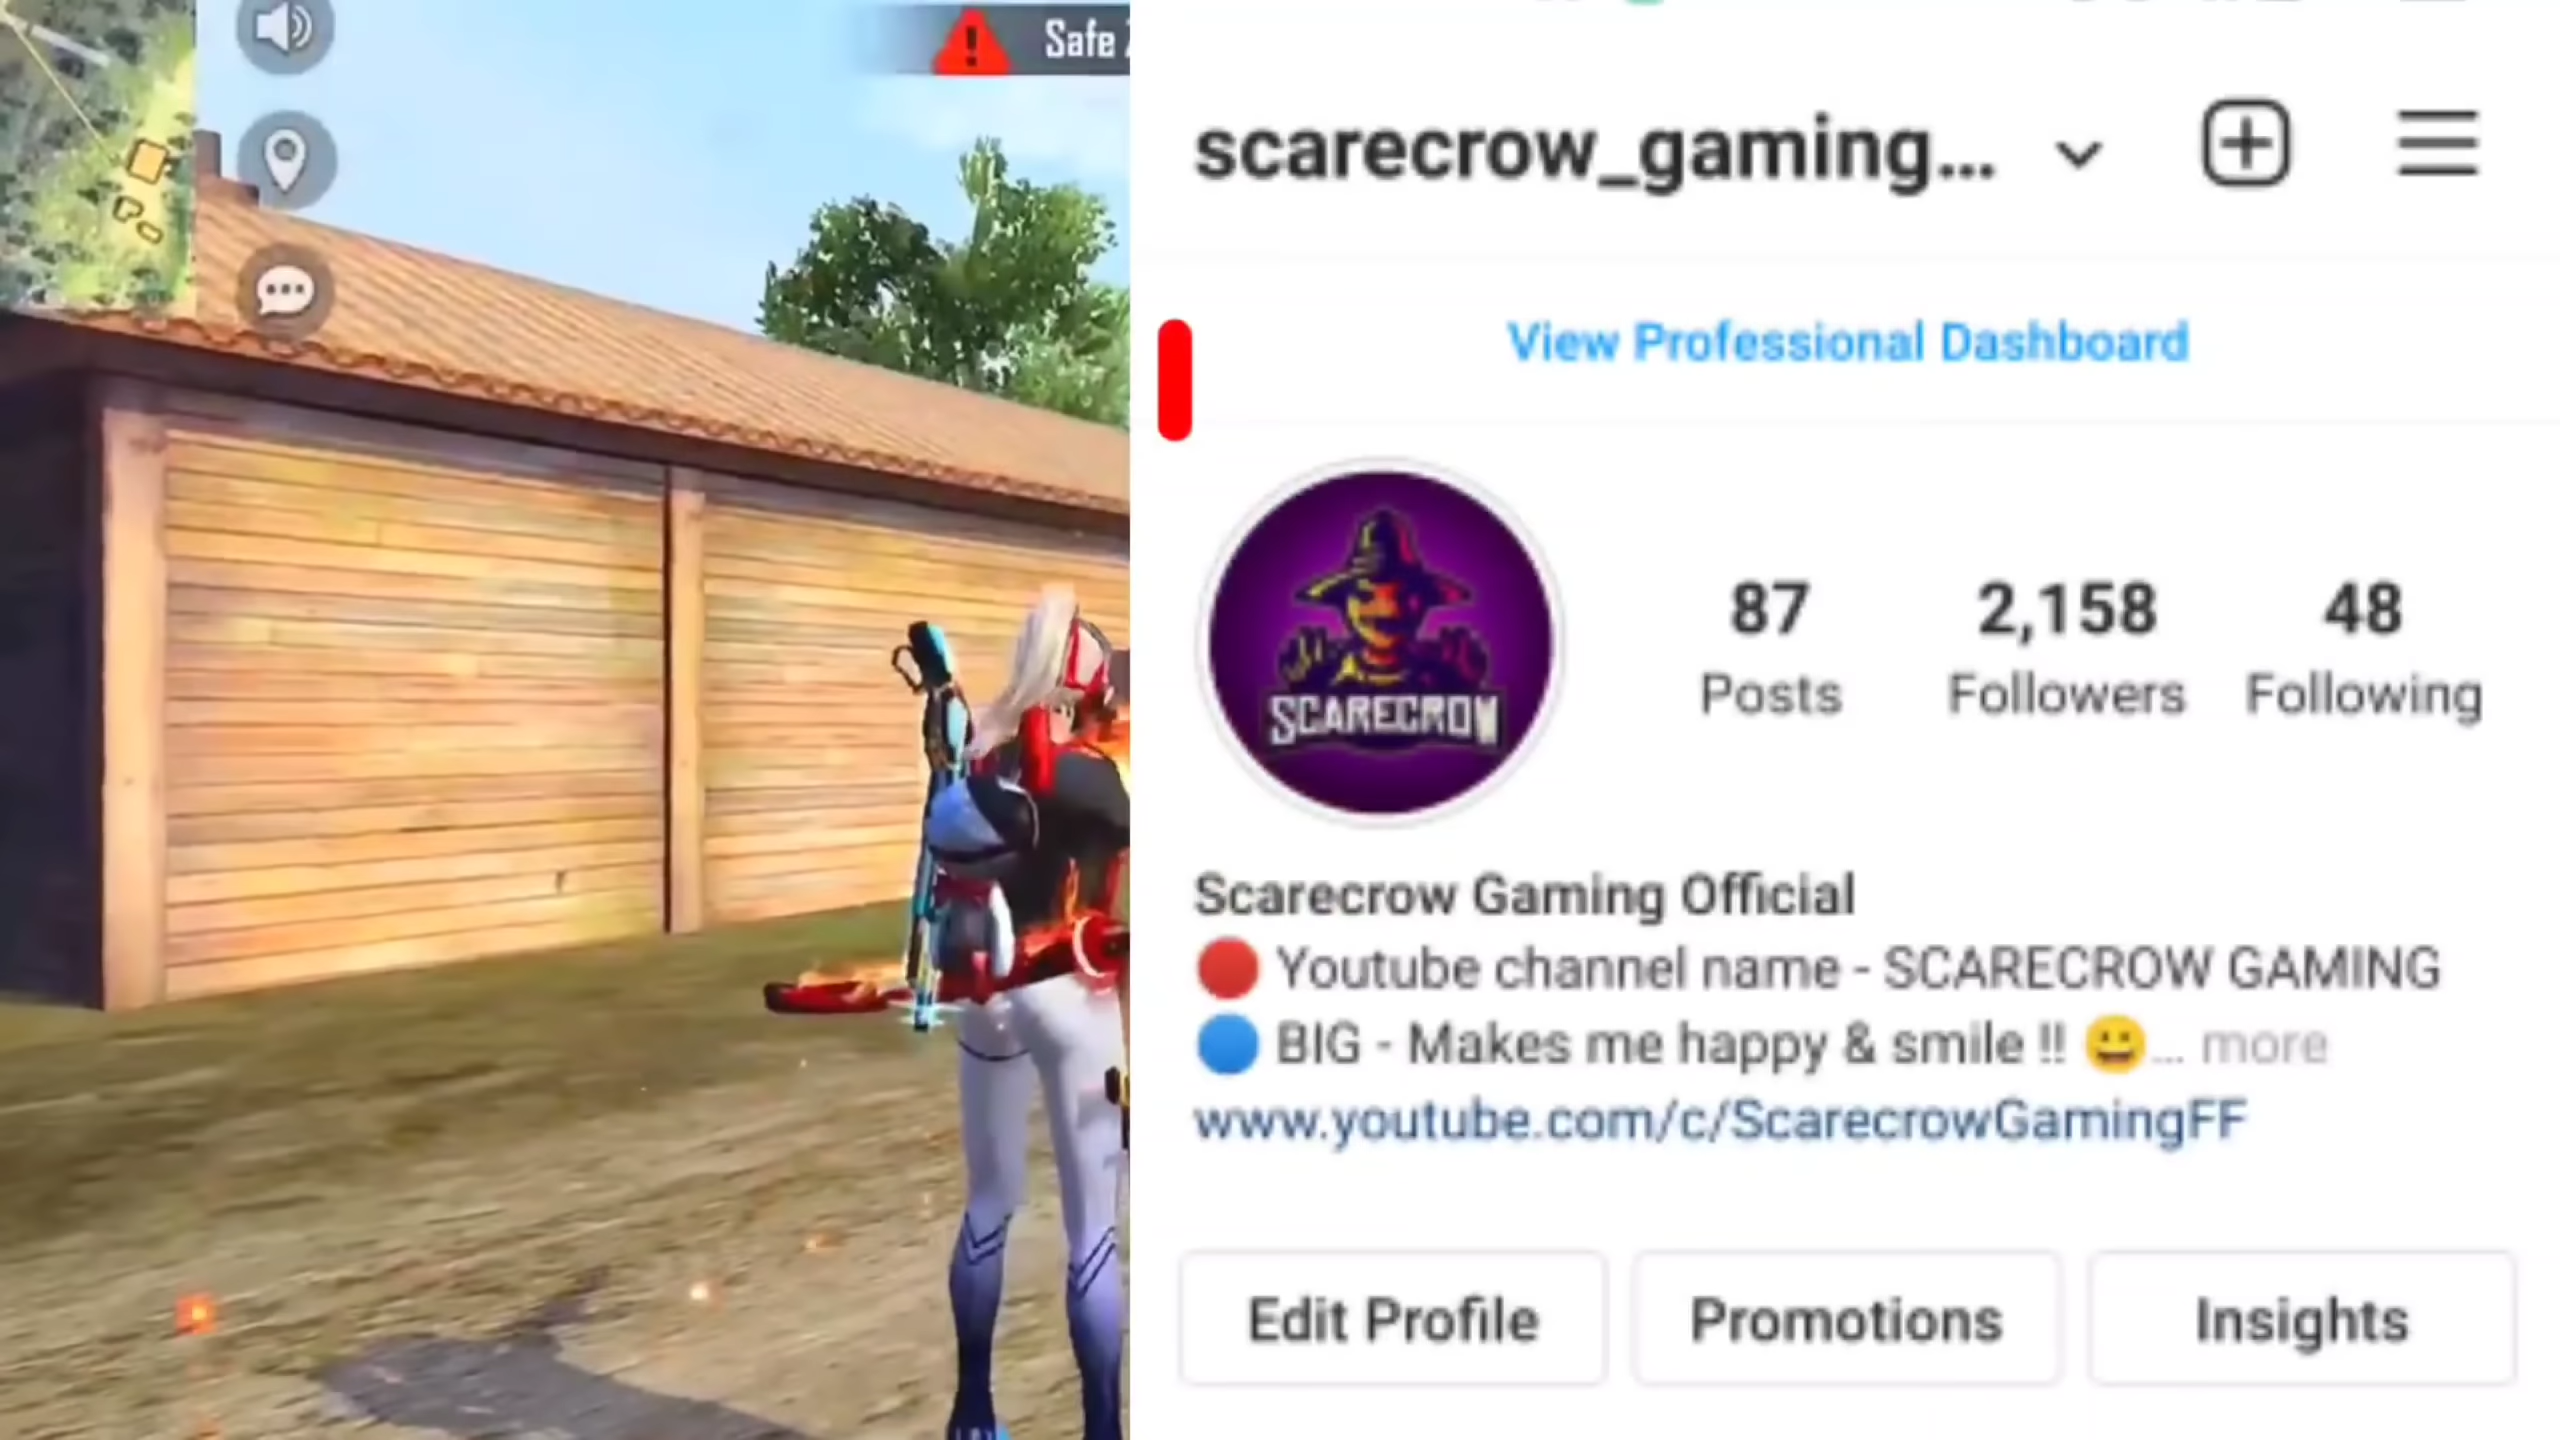 Safe
scarecrow_gaming...
View Professional Dashboard
SCARECROW
87
Posts
2,158
Followers
48
Following
Scarecrow Gaming Official
🔴 Youtube channel name - SCARECROW GAMING
🔵 BIG - Makes me happy & smile !! 😀... more
www.youtube.com/c/ScarecrowGamingFF
Edit Profile
Promotions
Insights